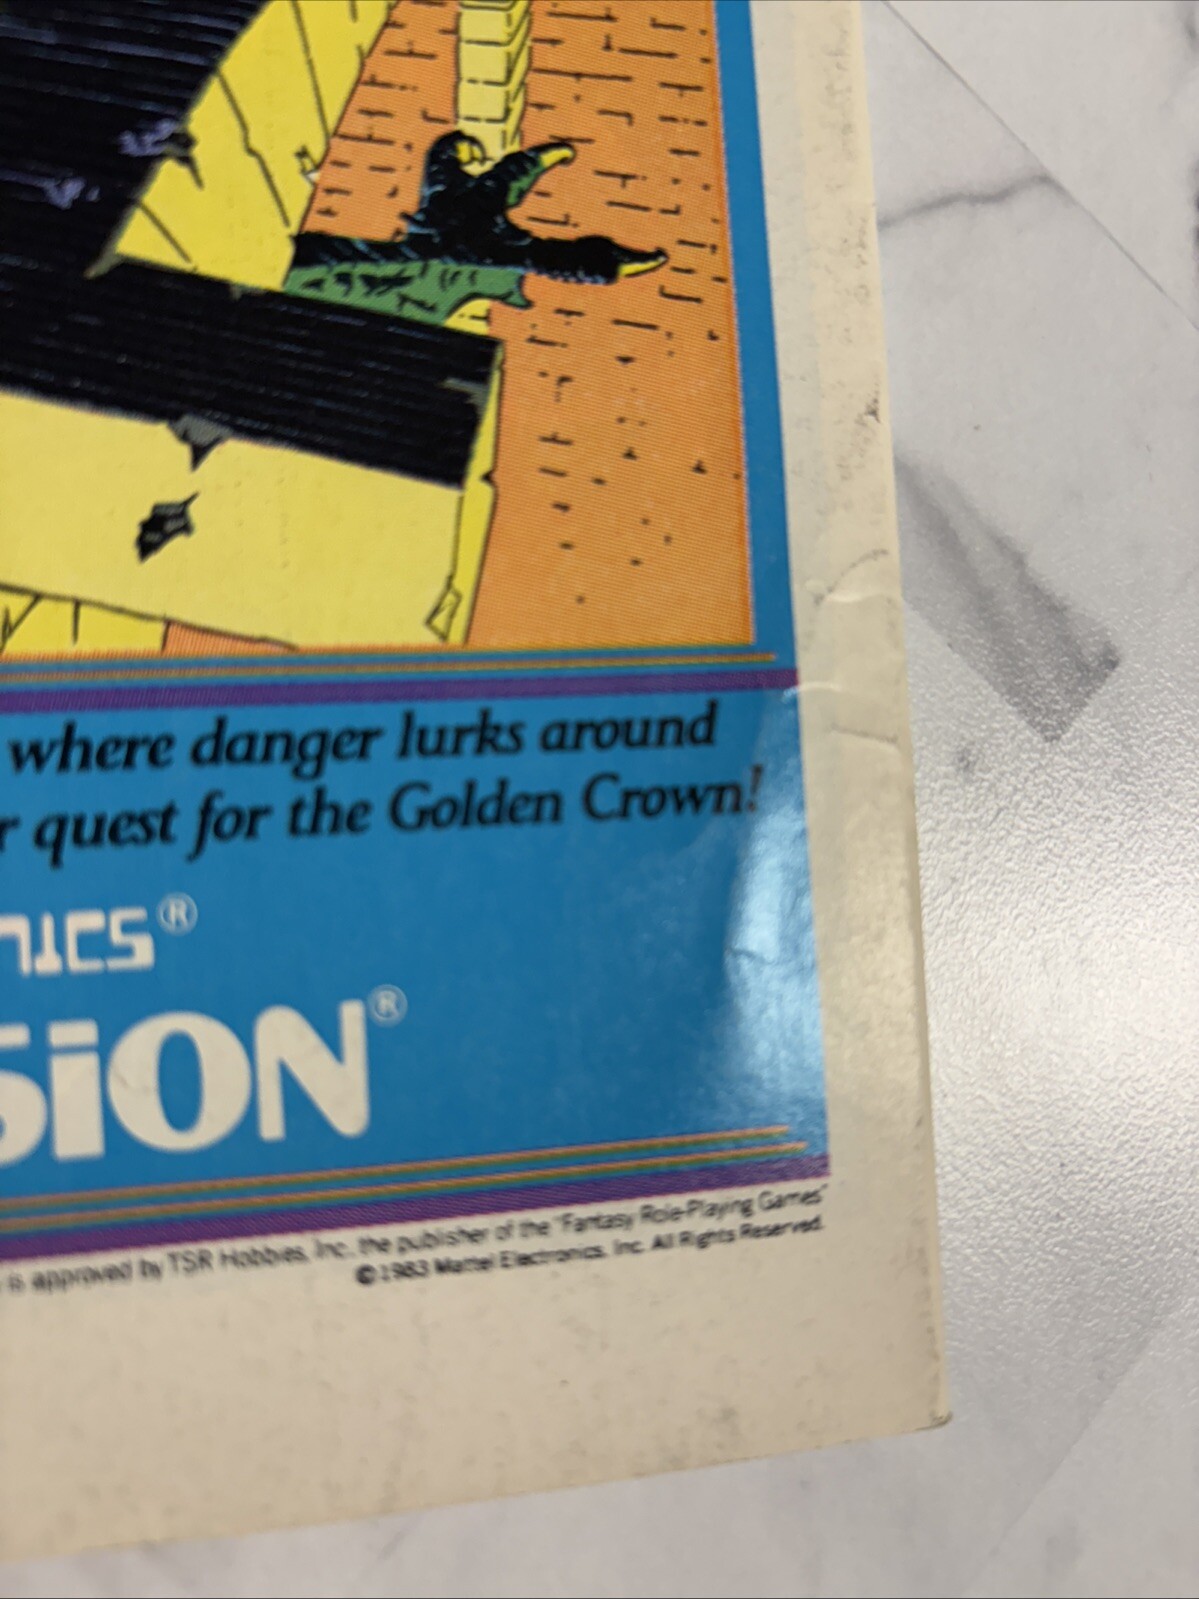 where danger lurks around
r quest for the Golden Crown!
NICS®
SiON®
is approved by TSR Hobbies, Inc., the publisher of the "Fantasy Role-Playing Games"
© 1983 Mattel Electronics, Inc. All Rights Reserved.